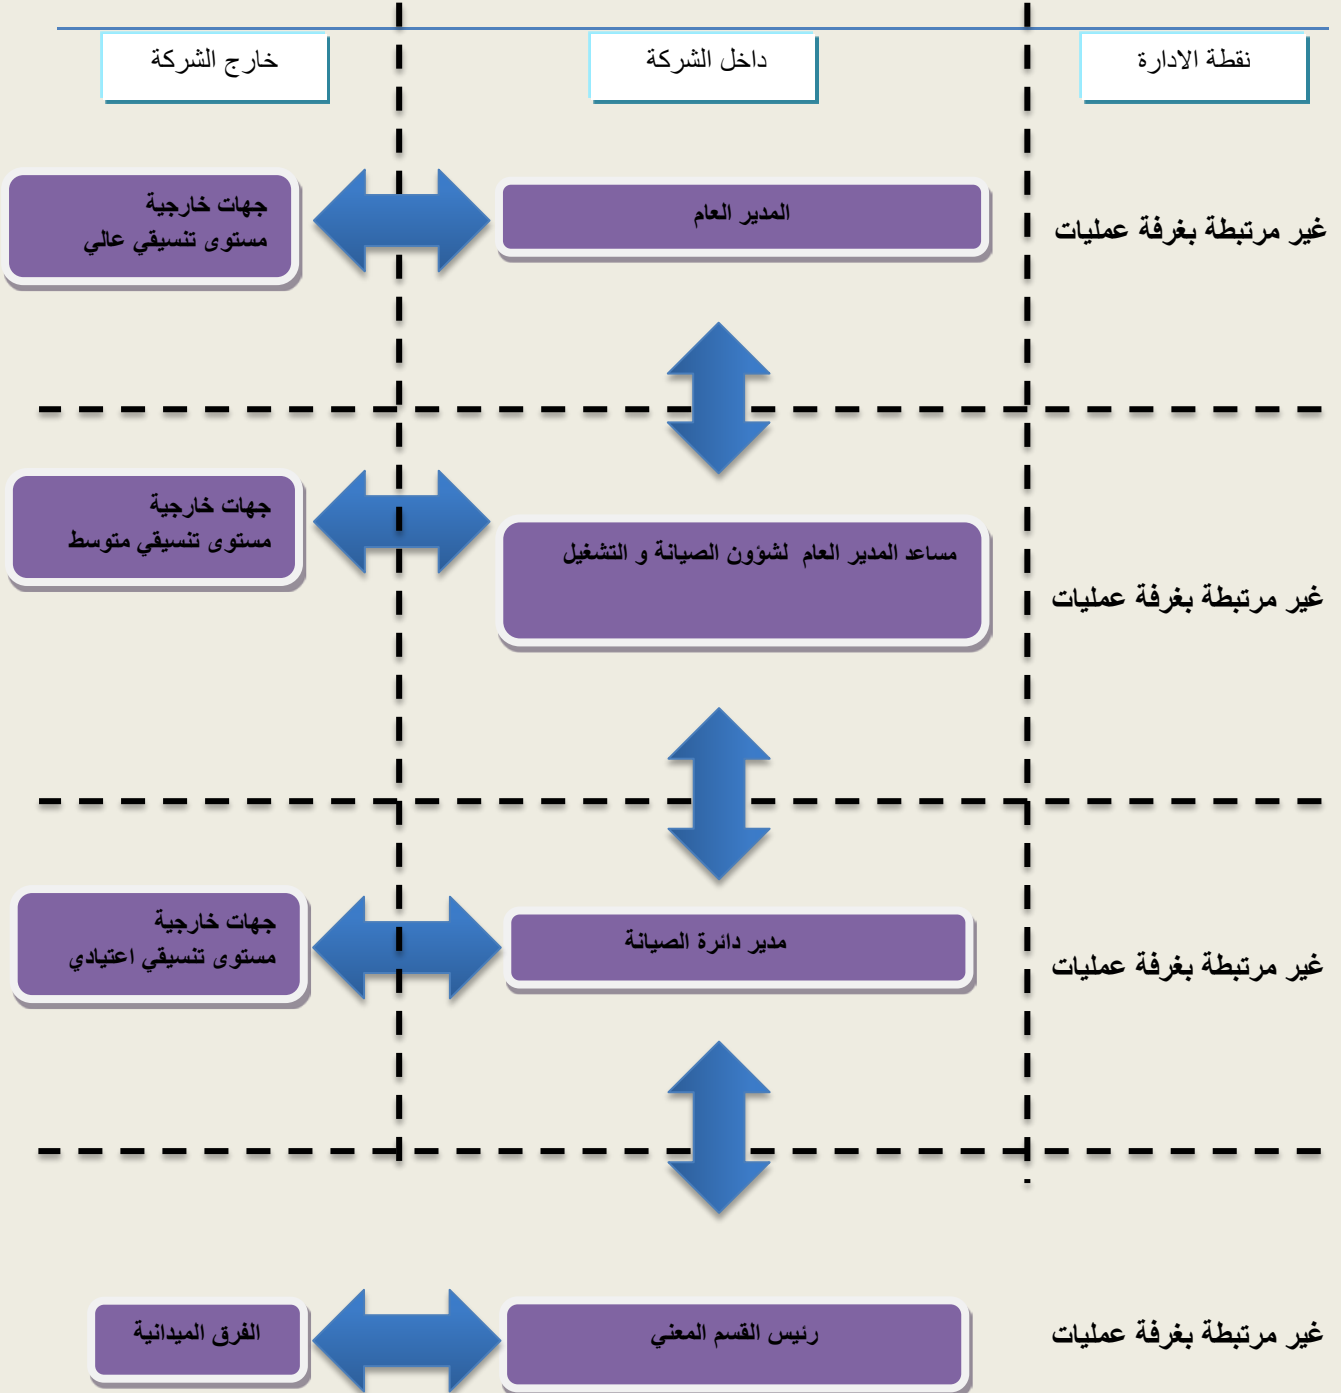 نقطة الادارة
داخل الشركة
خارج الشركة
غير مرتبطة بغرفة عمليات
المدير العام
جهات خارجية
مستوى تنسيقي عالي
غير مرتبطة بغرفة عمليات
مساعد المدير العام لشؤون الصيانة و التشغيل
جهات خارجية
مستوى تنسيقي متوسط
غير مرتبطة بغرفة عمليات
مدير دائرة الصيانة
جهات خارجية
مستوى تنسيقي اعتيادي
غير مرتبطة بغرفة عمليات
رئيس القسم المعني
الفرق الميدانية